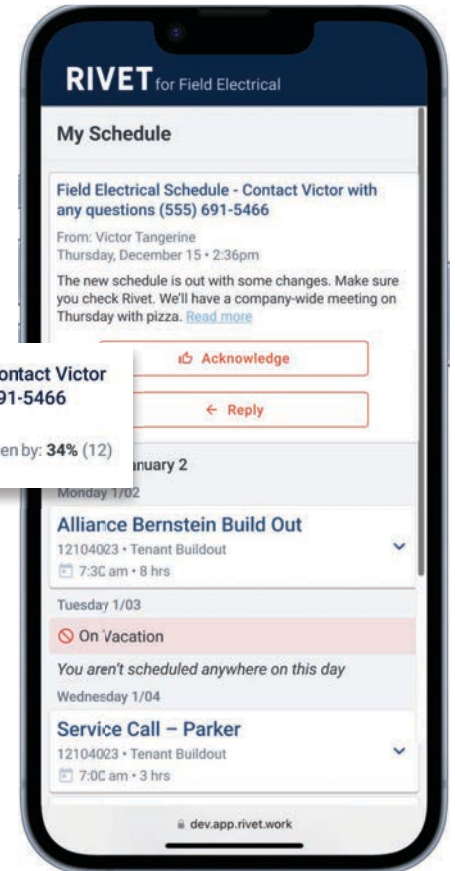 RIVET for Field Electrical
My Schedule
Field Electrical Schedule - Contact Victor with
any questions (555) 691-5466
From: Victor Tangerine
Thursday, December 15 • 2:36pm
The new schedule is out with some changes. Make sure
you check Rivet. We'll have a company-wide meeting on
Thursday with pizza. Read more
Acknowledge
Reply
ontact Victor
91-5466
en by: 34% (12)
anuary 2
Monday 1/02
Alliance Bernstein Build Out
12104023 • Tenant Buildout
7:30 am • 8 hrs
Tuesday 1/03
On Vacation
You aren't scheduled anywhere on this day
Wednesday 1/04
Service Call – Parker
12104023 • Tenant Buildout
7:00 am • 3 hrs
dev.app.rivet.work